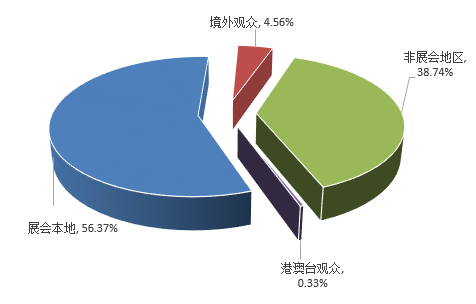 境外观众, 4.56%
非展会地区,
38.74%
展会本地, 56.37%
港澳台观众,
0.33%